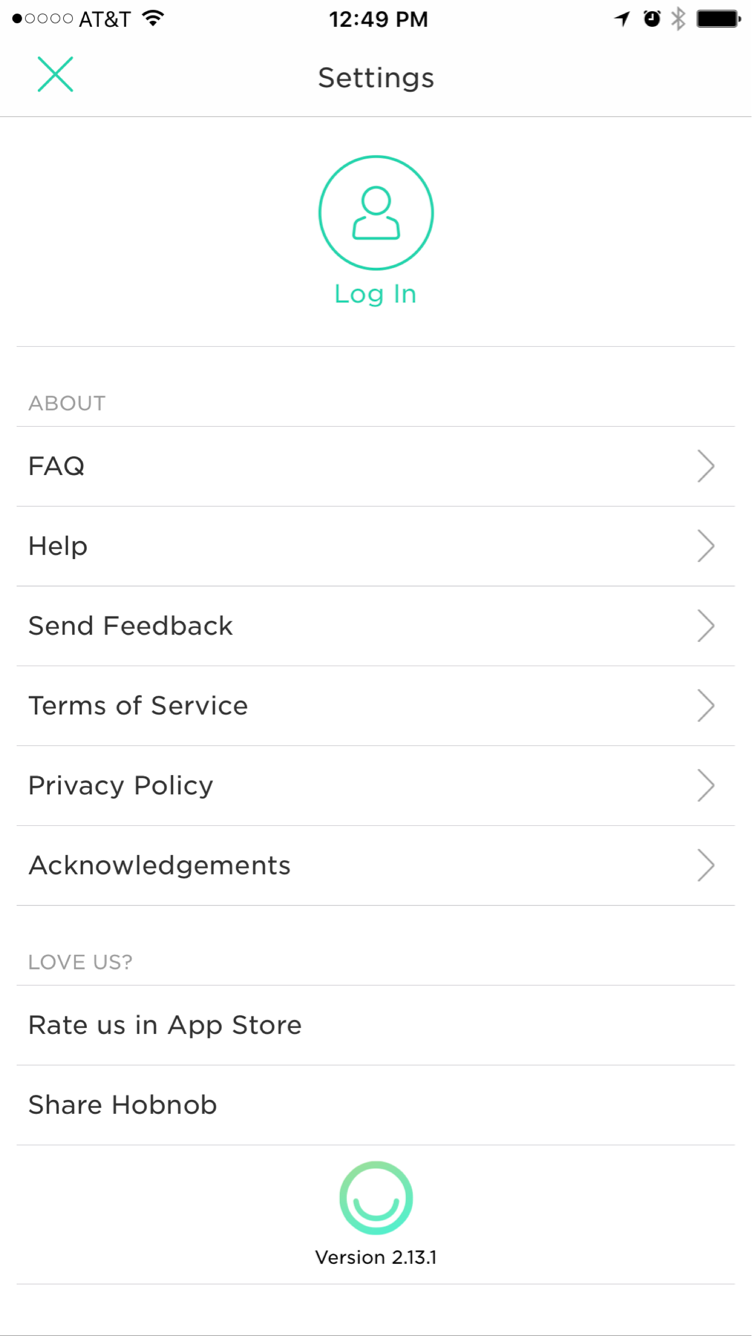 AT&T 12:49 PM
Settings
Log In
ABOUT
FAQ
Help
Send Feedback
Terms of Service
Privacy Policy
Acknowledgements
LOVE US?
Rate us in App Store
Share Hobnob
Version 2.13.1